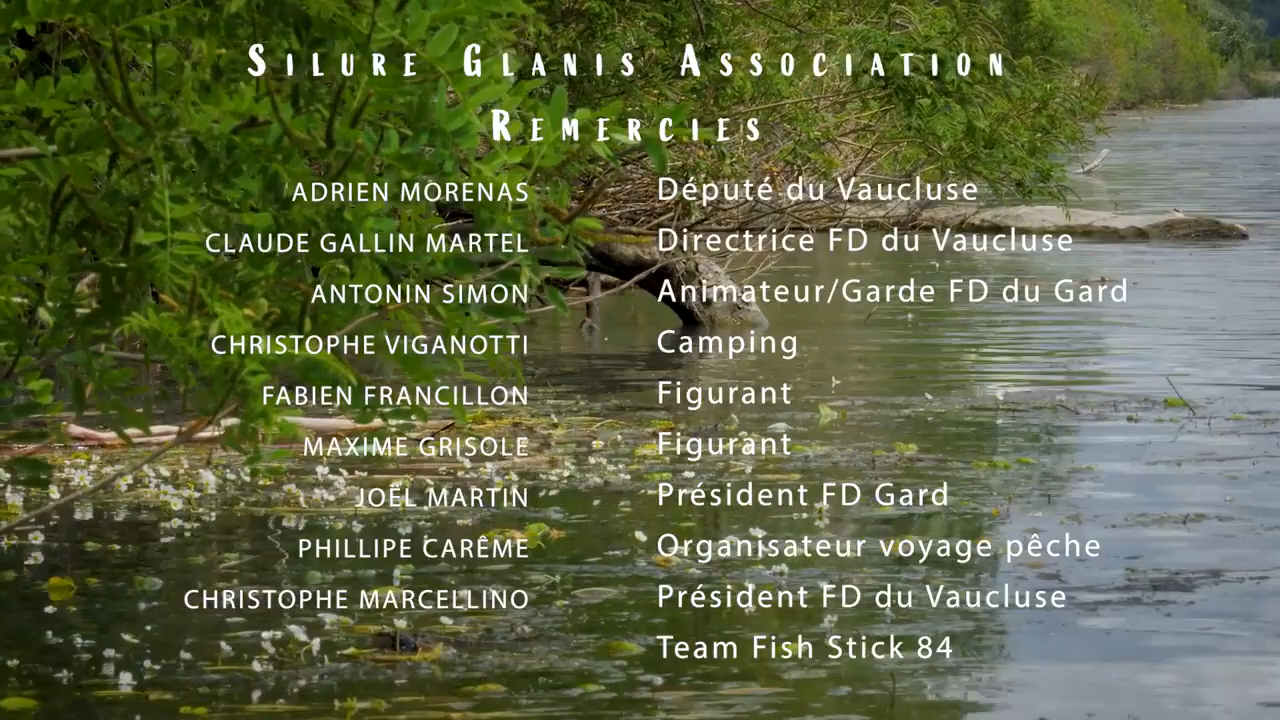 Silure Glanis Association
Remercies
ADRIEN MORENAS Député du Vaucluse
CLAUDE GALLIN MARTEL Directrice FD du Vaucluse
ANTONIN SIMON Animateur/Garde FD du Gard
CHRISTOPHE VIGANOTTI Camping
FABIEN FRANCILLON Figurant
MAXIME GRISOLE Figurant
JOËL MARTIN Président FD Gard
PHILLIPE CARÊME Organisateur voyage pêche
CHRISTOPHE MARCELLINO Président FD du Vaucluse
Team Fish Stick 84